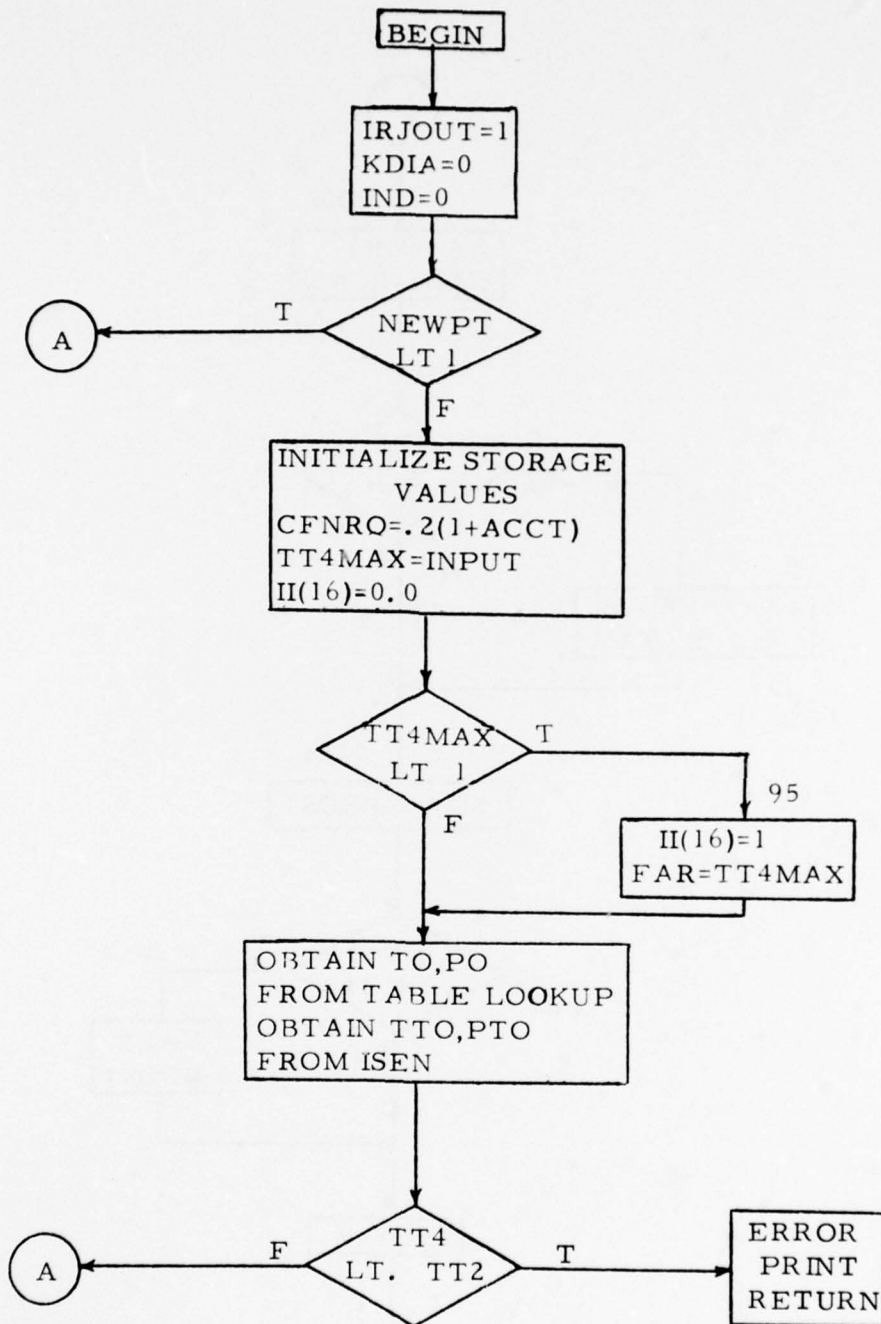 BEGIN
IRJOUT=1
KDIA=0
IND=0
T
A
NEWPT
LT 1
F
INITIALIZE STORAGE
VALUES
CFNRQ=.2(1+ACCT)
TT4MAX=INPUT
II(16)=0.0
TT4MAX
LT 1
T
F
95
II(16)=1
FAR=TT4MAX
OBTAIN TO,PO
FROM TABLE LOOKUP
OBTAIN TTO,PTO
FROM ISEN
A
F
TT4
LT. TT2
T
ERROR
PRINT
RETURN